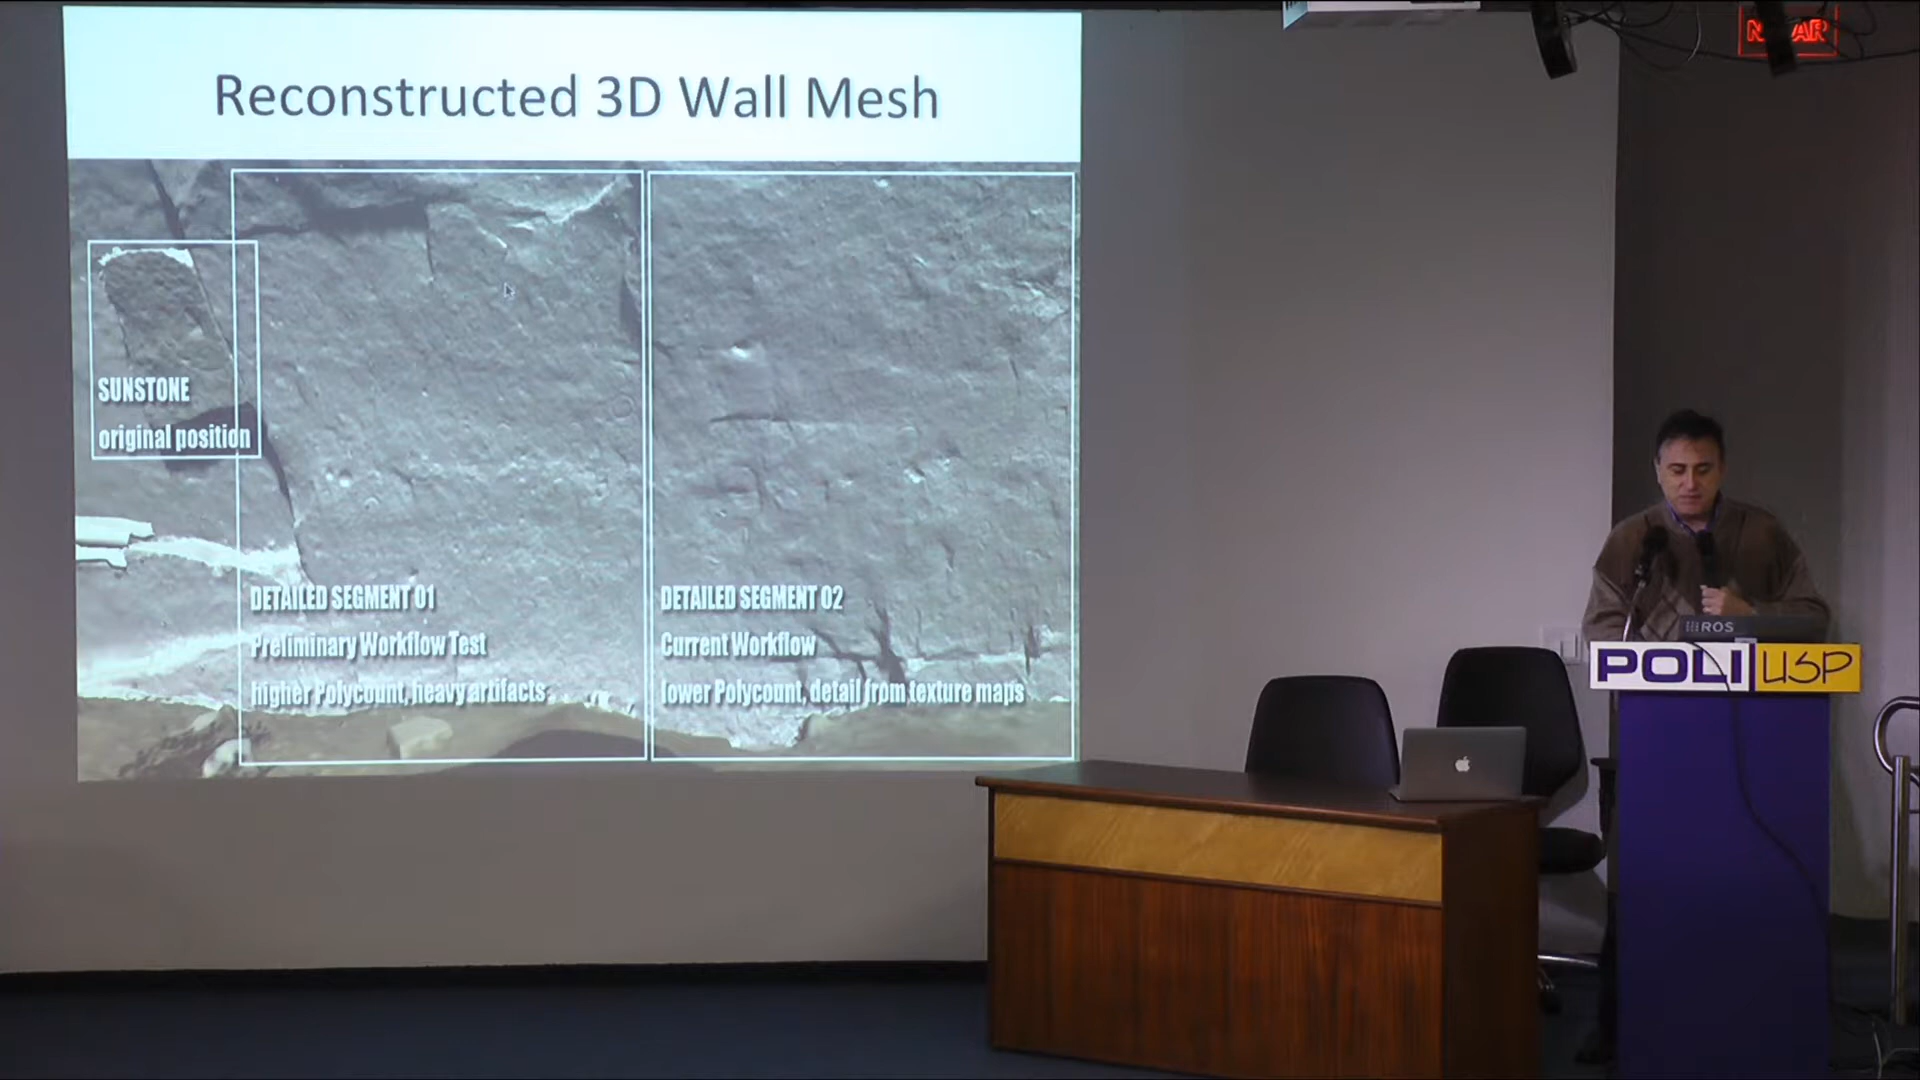 Reconstructed 3D Wall Mesh
SUNSTONE
original position
DETAILED SEGMENT 01
Preliminary Workflow Test
higher Polycount, heavy artifacts
DETAILED SEGMENT 02
Current Workflow
lower Polycount, detail from texture maps
ROS
POLI USP